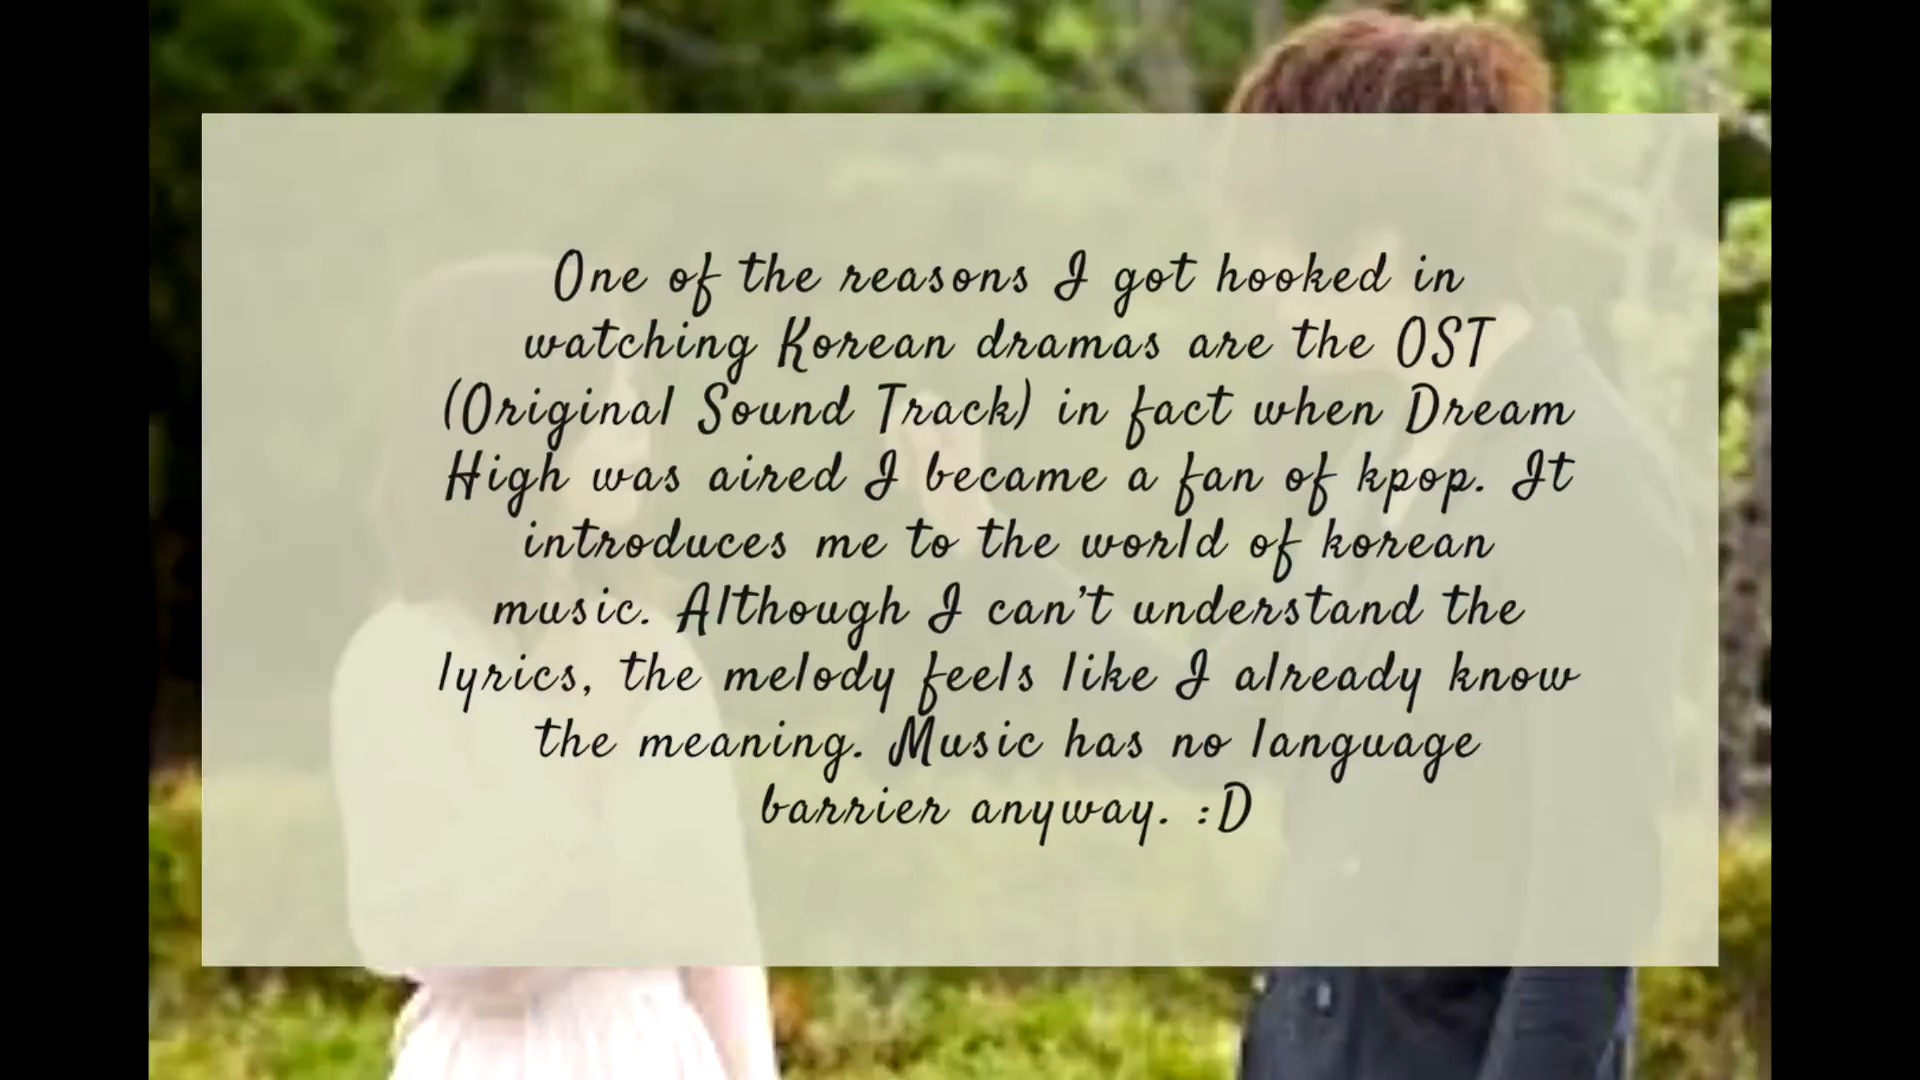 One of the reasons I got hooked in
watching Korean dramas are the OST
(Original Sound Track) in fact when Dream
High was aired I became a fan of kpop. It
introduces me to the world of korean
music. Although I can't understand the
lyrics, the melody feels like I already know
the meaning. Music has no language
barrier anyway. :D